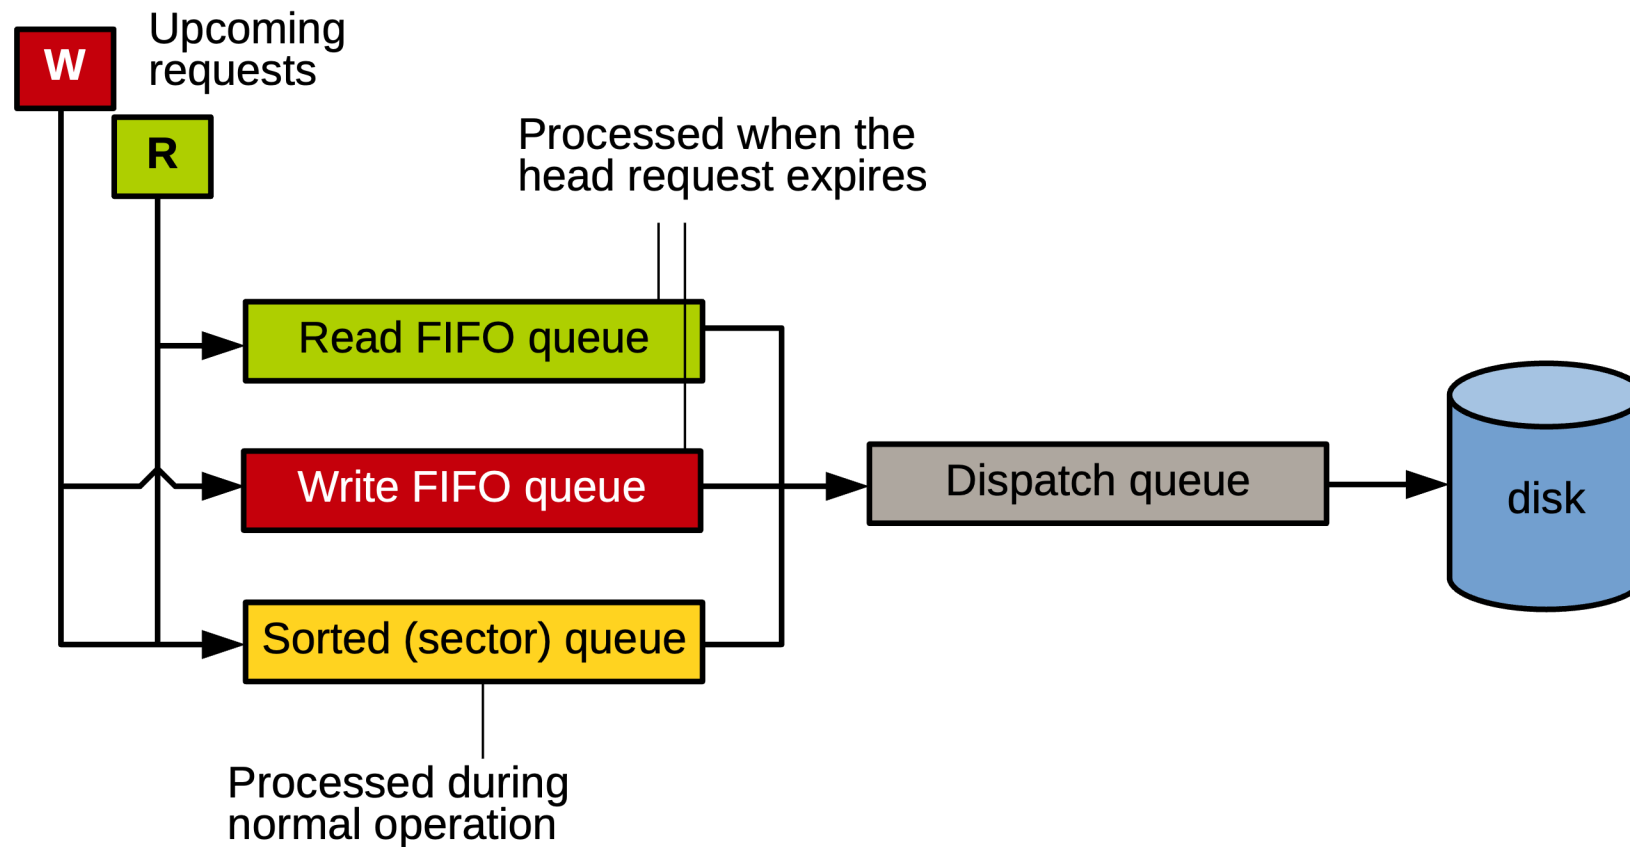 W
Upcoming
requests
R
Processed when the
head request expires
Read FIFO queue
Write FIFO queue
Dispatch queue
disk
Sorted (sector) queue
Processed during
normal operation